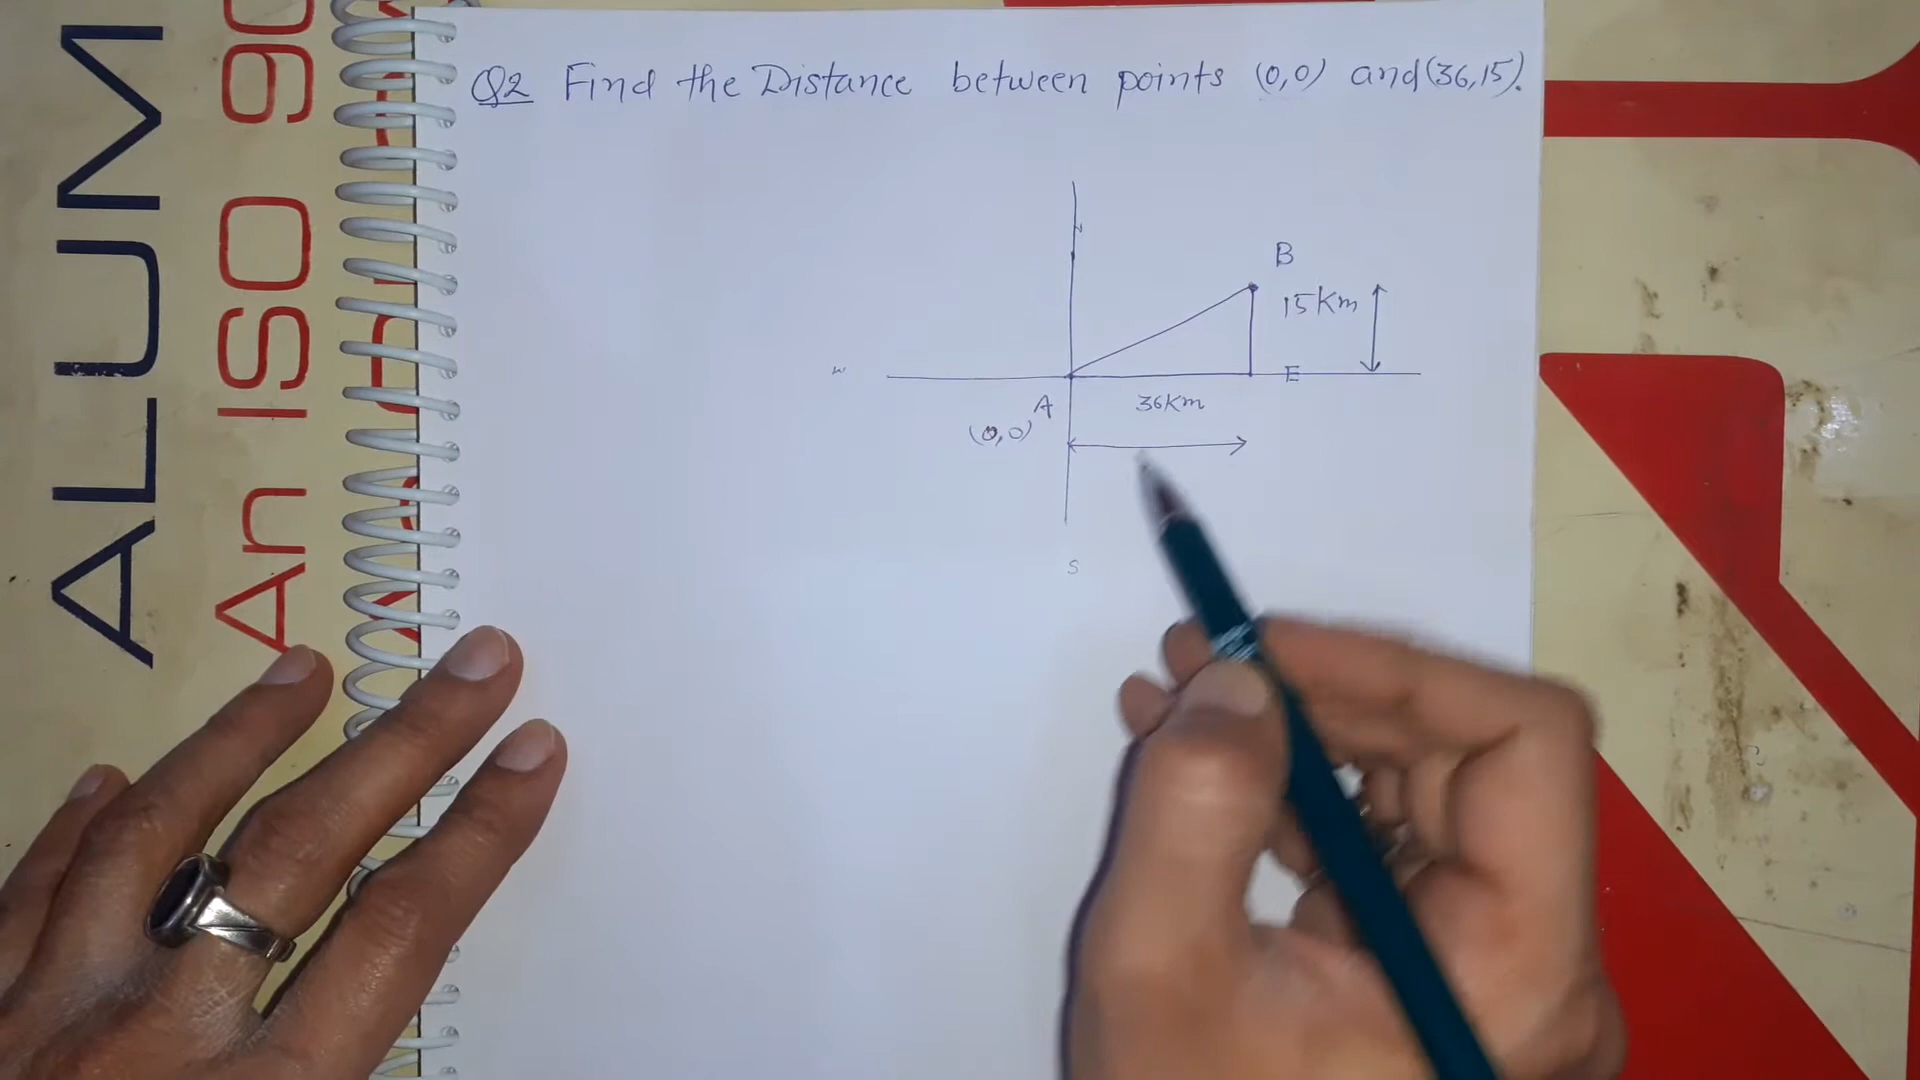 Q2 Find the Distance between points (0,0) and (36,15).
N
B
15Km
W
E
A
36Km
(0,0)
S
ALUM
An ISO 90